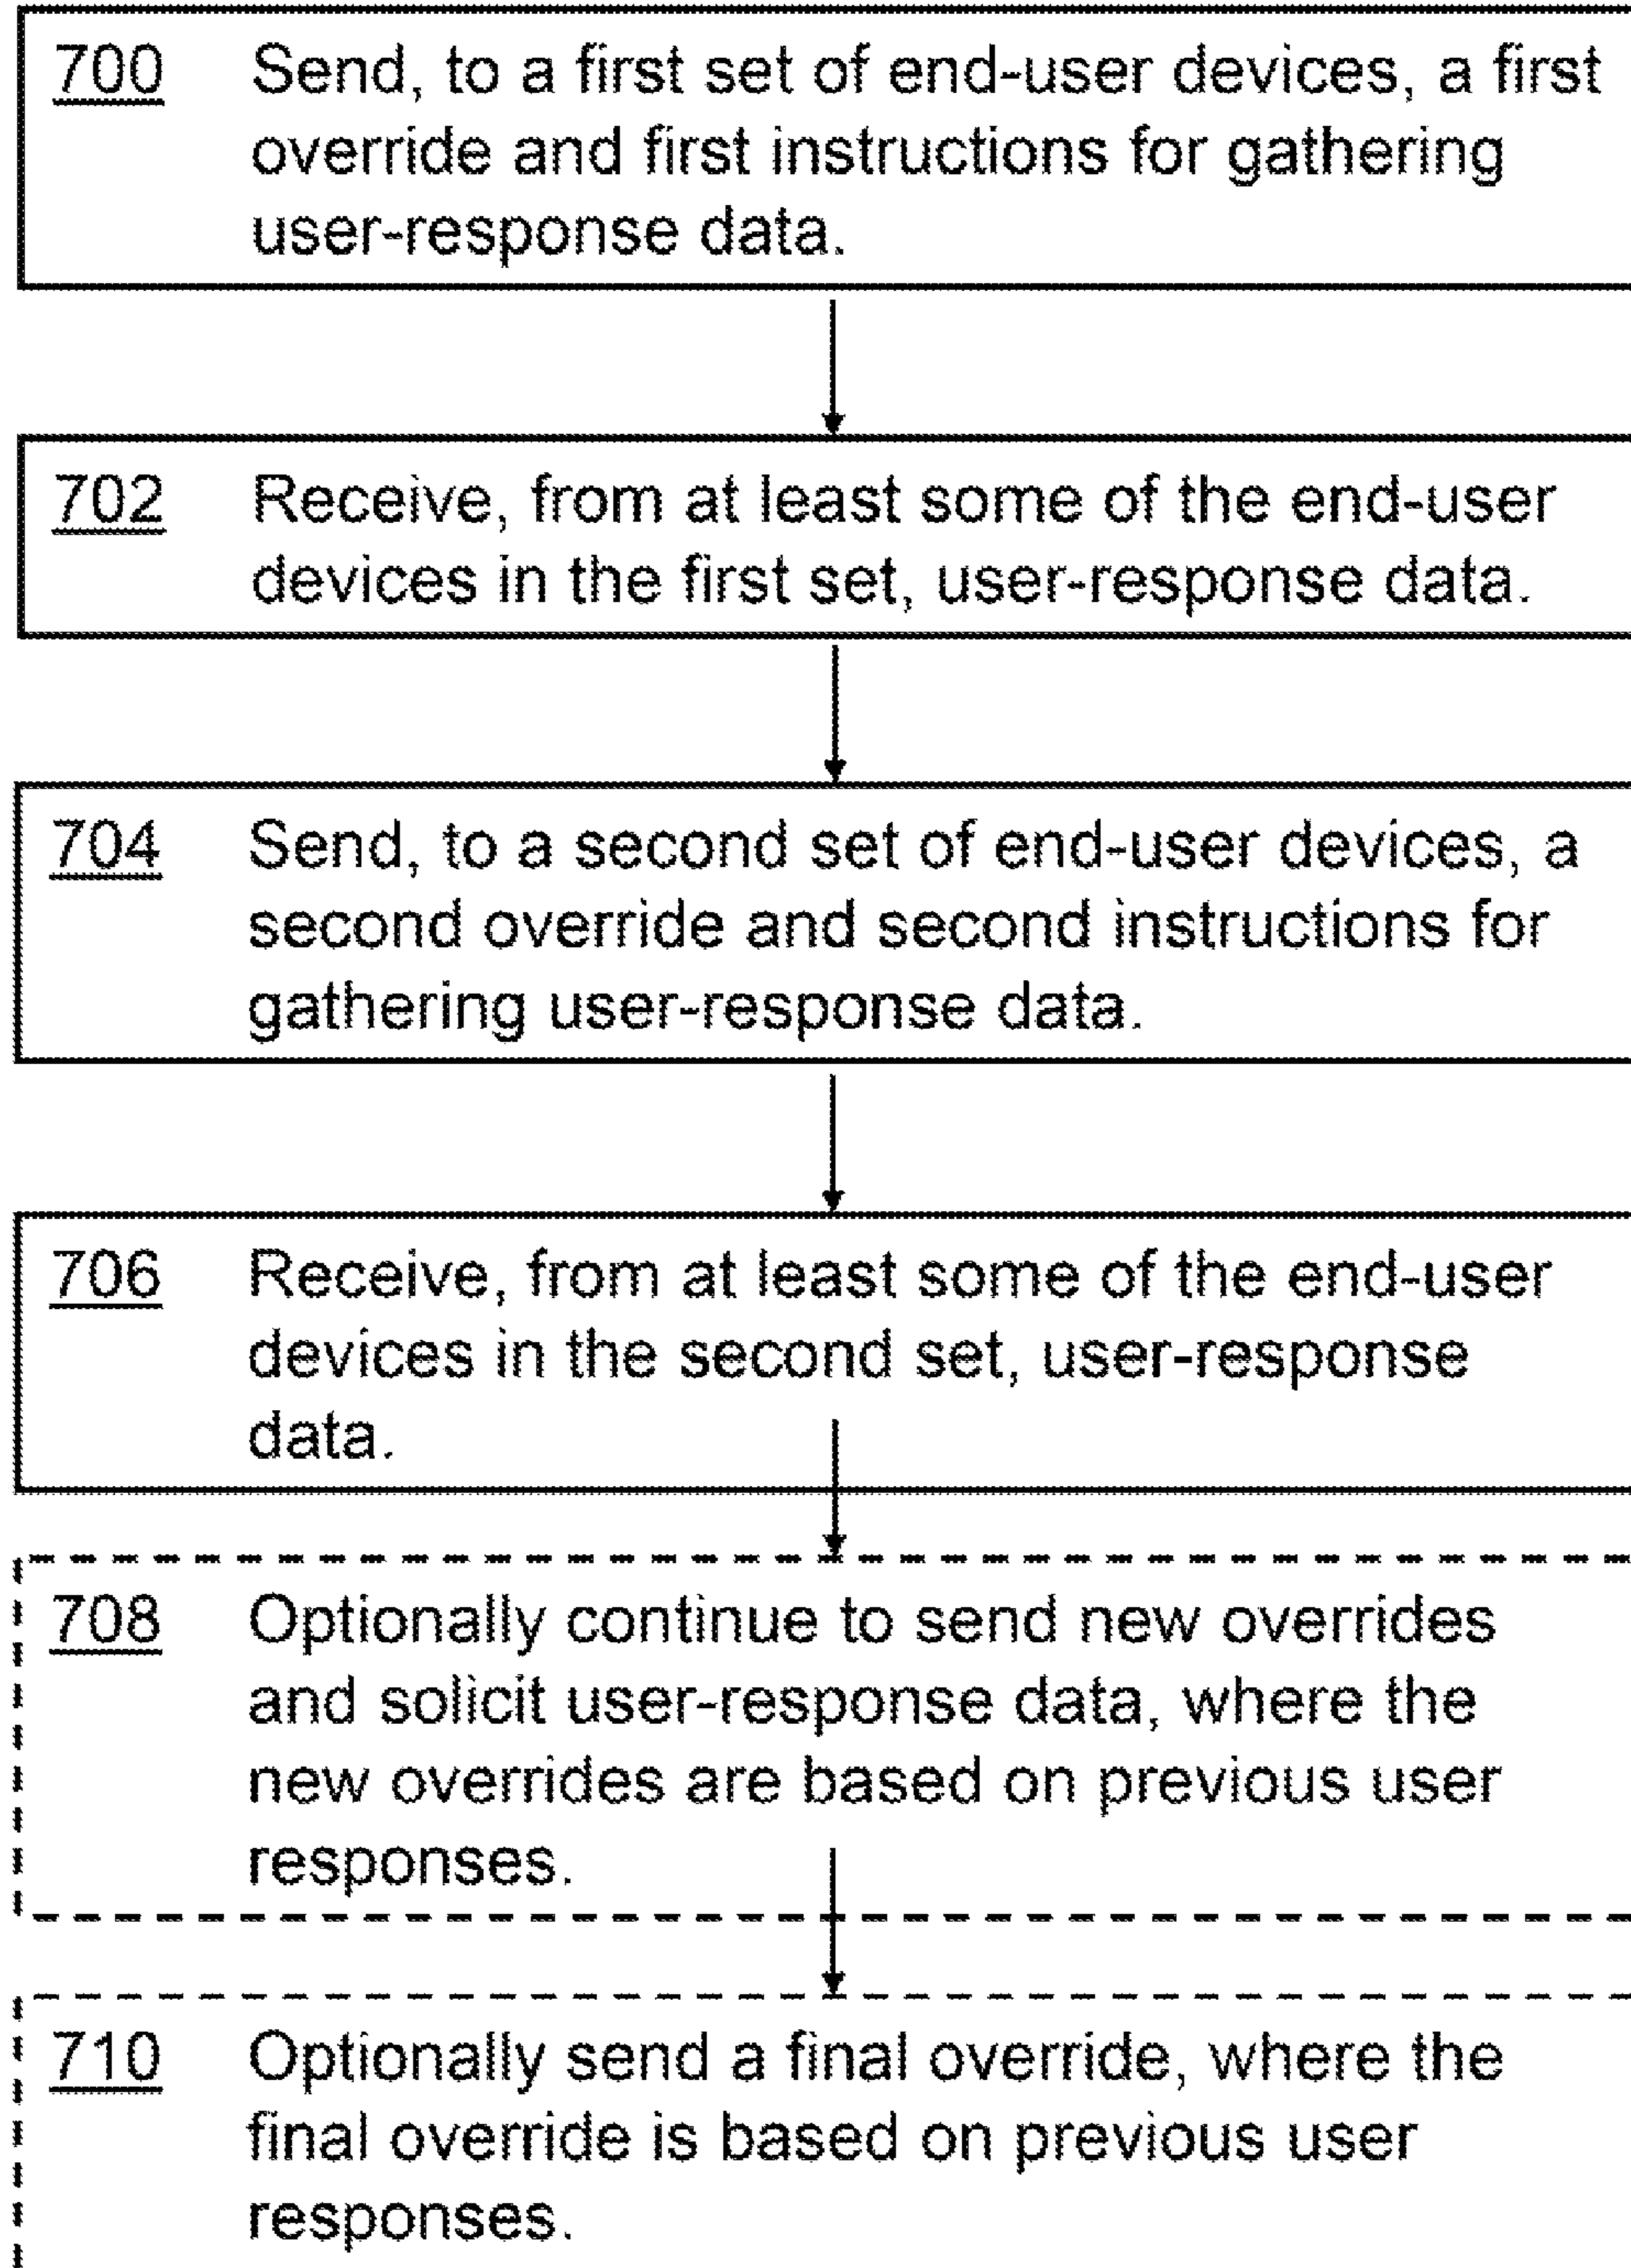 700 Send, to a first set of end-user devices, a first
override and first instructions for gathering
user-response data.
702 Receive, from at least some of the end-user
devices in the first set, user-response data.
704 Send, to a second set of end-user devices, a
second override and second instructions for
gathering user-response data.
706 Receive, from at least some of the end-user
devices in the second set, user-response
data.
708 Optionally continue to send new overrides
and solicit user-response data, where the
new overrides are based on previous user
responses.
710 Optionally send a final override, where the
final override is based on previous user
responses.